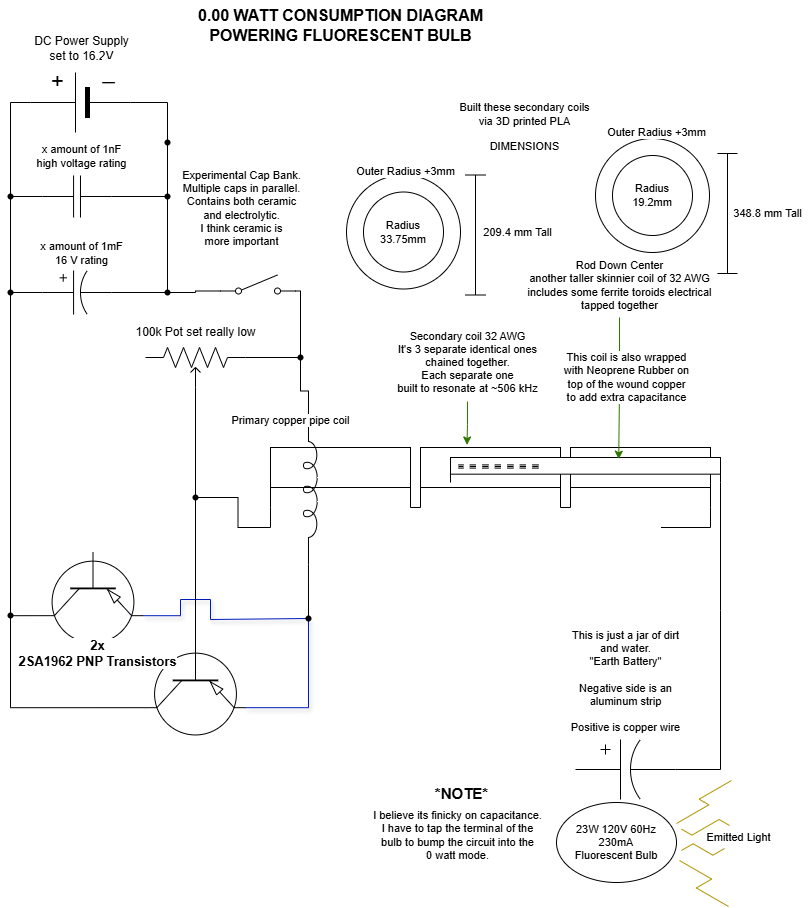 0.00 WATT CONSUMPTION DIAGRAM
POWERING FLUORESCENT BULB
DC Power Supply
set to 16.2V
+
—
x amount of 1nF
high voltage rating
x amount of 1mF
16 V rating
+
Experimental Cap Bank.
Multiple caps in parallel.
Contains both ceramic
and electrolytic.
I think ceramic is
more important
100k Pot set really low
Primary copper pipe coil
Built these secondary coils
via 3D printed PLA
DIMENSIONS
Outer Radius +3mm
Radius
33.75mm
209.4 mm Tall
Outer Radius +3mm
Radius
19.2mm
348.8 mm Tall
Rod Down Center
another taller skinnier coil of 32 AWG
includes some ferrite toroids electrical
tapped together
Secondary coil 32 AWG
It's 3 separate identical ones
chained together.
Each separate one
built to resonate at ~506 kHz
This coil is also wrapped
with Neoprene Rubber on
top of the wound copper
to add extra capacitance
2x
2SA1962 PNP Transistors
This is just a jar of dirt
and water.
"Earth Battery"
Negative side is an
aluminum strip
Positive is copper wire
+
*NOTE*
I believe its finicky on capacitance.
I have to tap the terminal of the
bulb to bump the circuit into the
0 watt mode.
23W 120V 60Hz
230mA
Fluorescent Bulb
Emitted Light